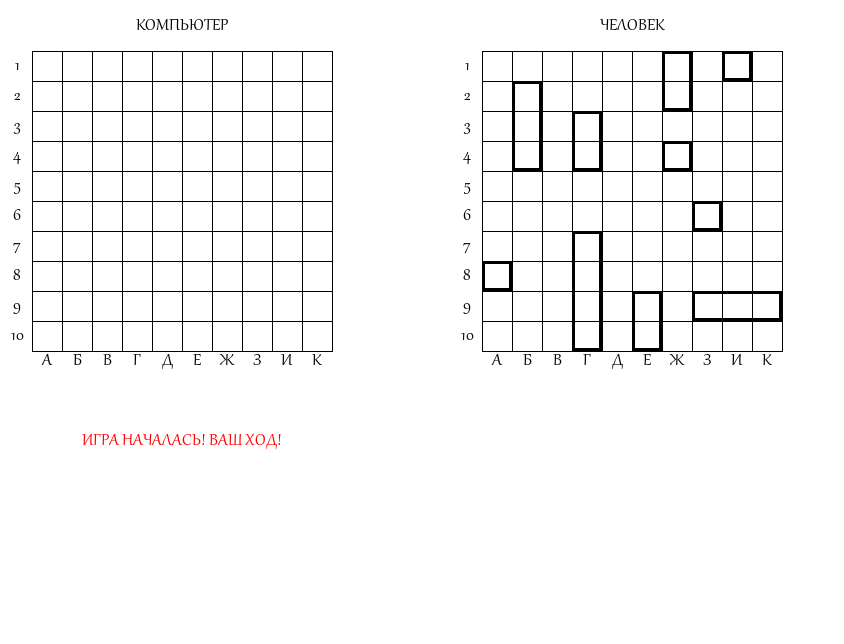 КОМПЬЮТЕР
ЧЕЛОВЕК
1 1
2 2
3 3
4 4
5 5
6 6
7 7
8 8
9 9
10 10
А Б В Г Д Е Ж З И К
А Б В Г Д Е Ж З И К
ИГРА НАЧАЛАСЬ! ВАШ ХОД!